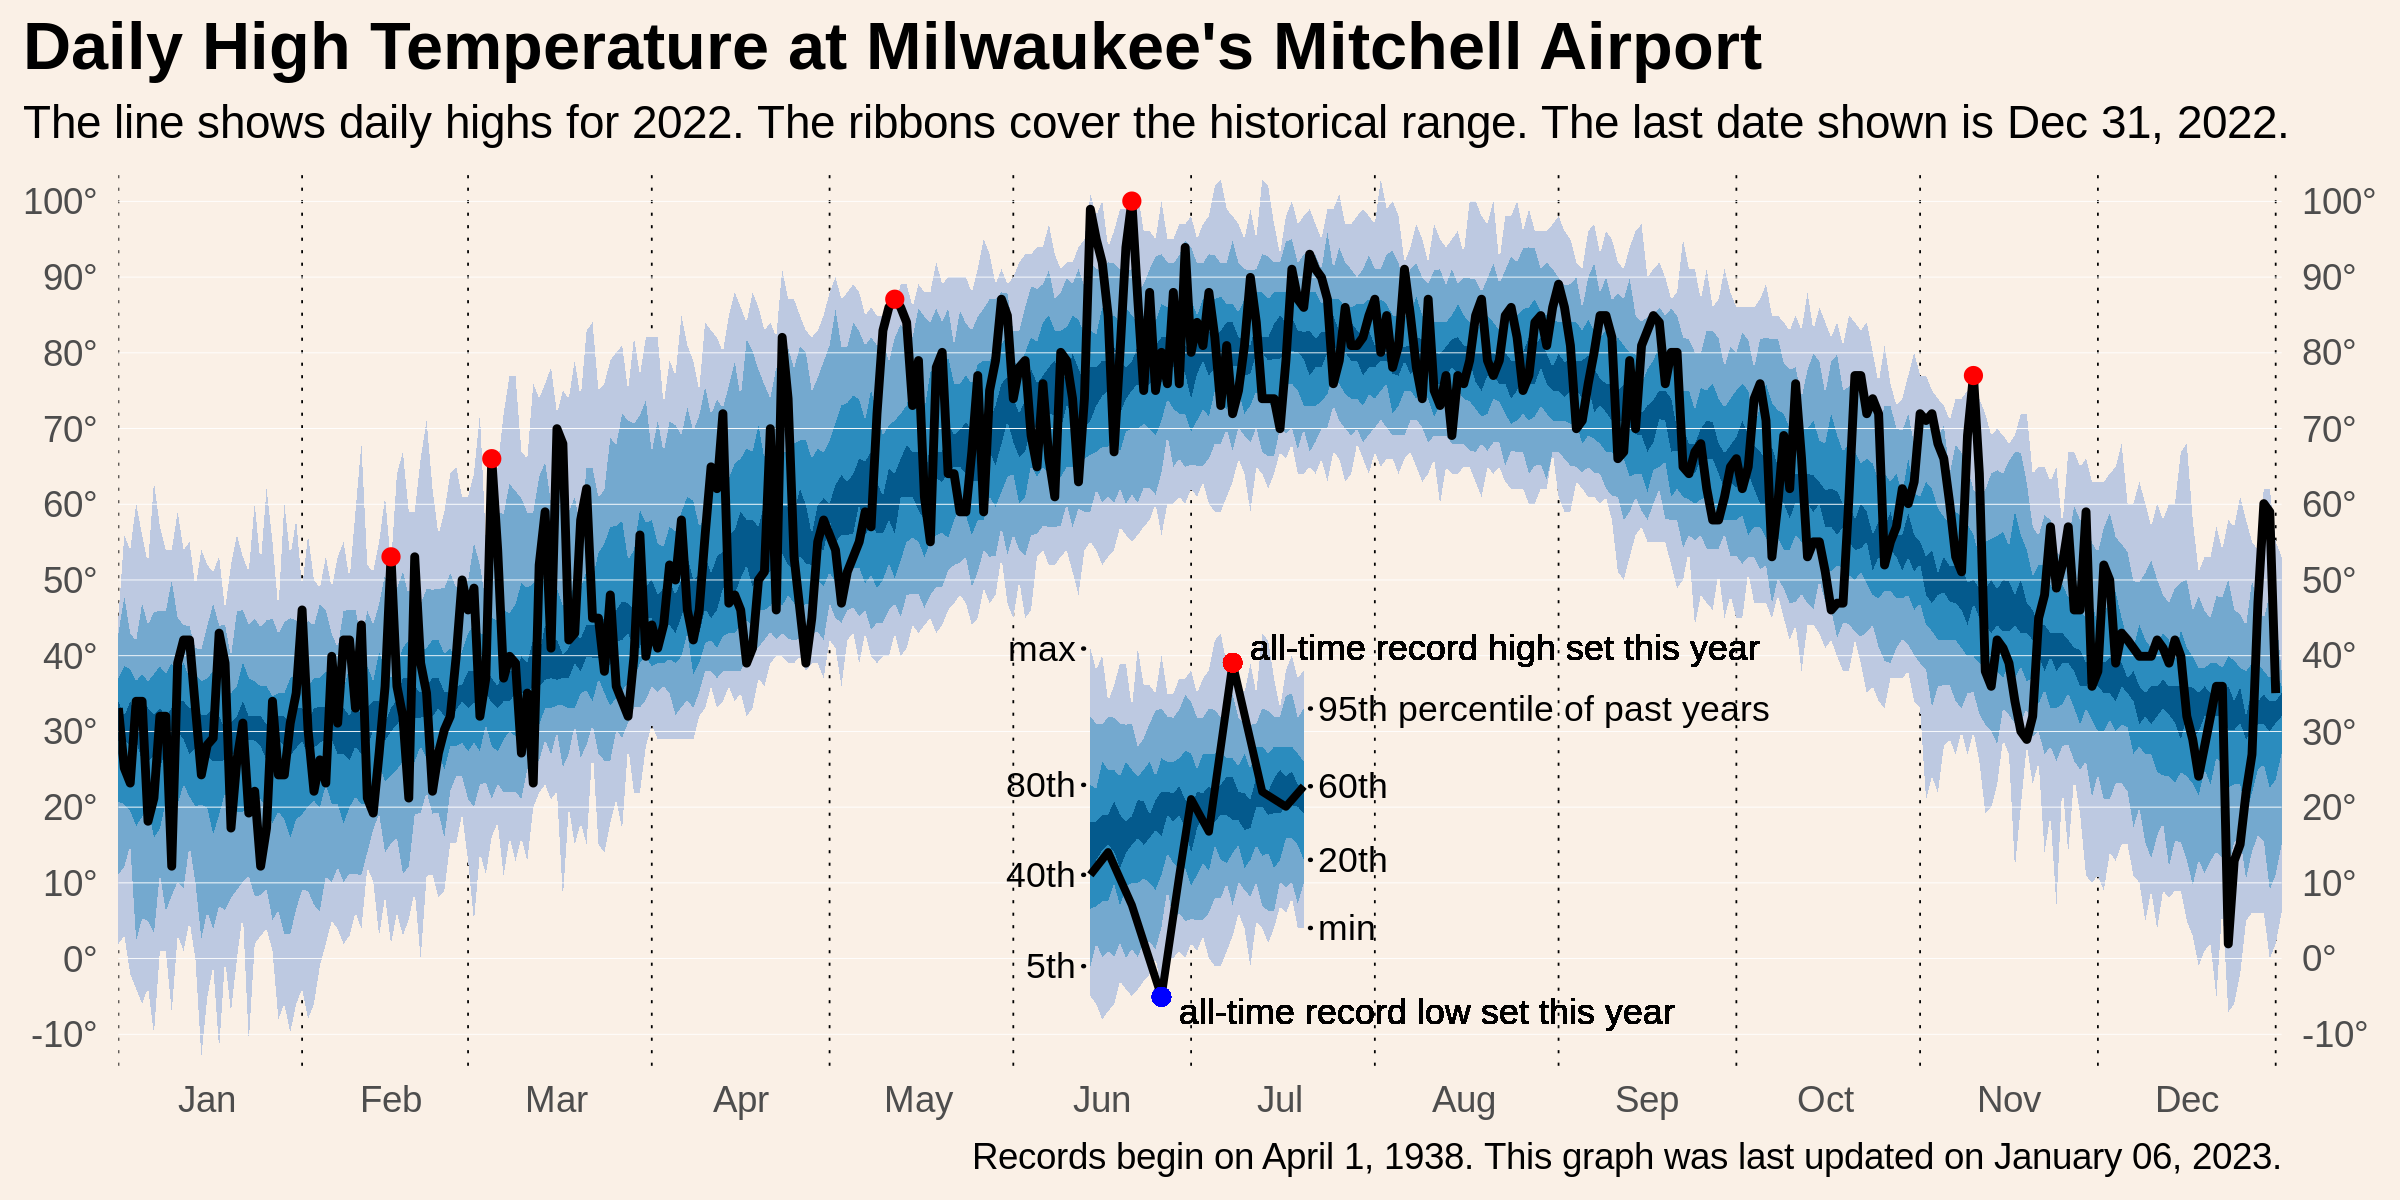 Daily High Temperature at Milwaukee's Mitchell Airport
The line shows daily highs for 2022. The ribbons cover the historical range. The last date shown is Dec 31, 2022.
100° 100°
90° 90°
80° 80°
70° 70°
60° 60°
50° 50°
max all-time record high set this year
40° 40°
95th percentile of past years
30° 30°
80th 60th
20° 20°
40th 20th
10° 10°
min
0° 5th 0°
all-time record low set this year
-10° -10°
Jan Feb Mar Apr May Jun Jul Aug Sep Oct Nov Dec
Records begin on April 1, 1938. This graph was last updated on January 06, 2023.